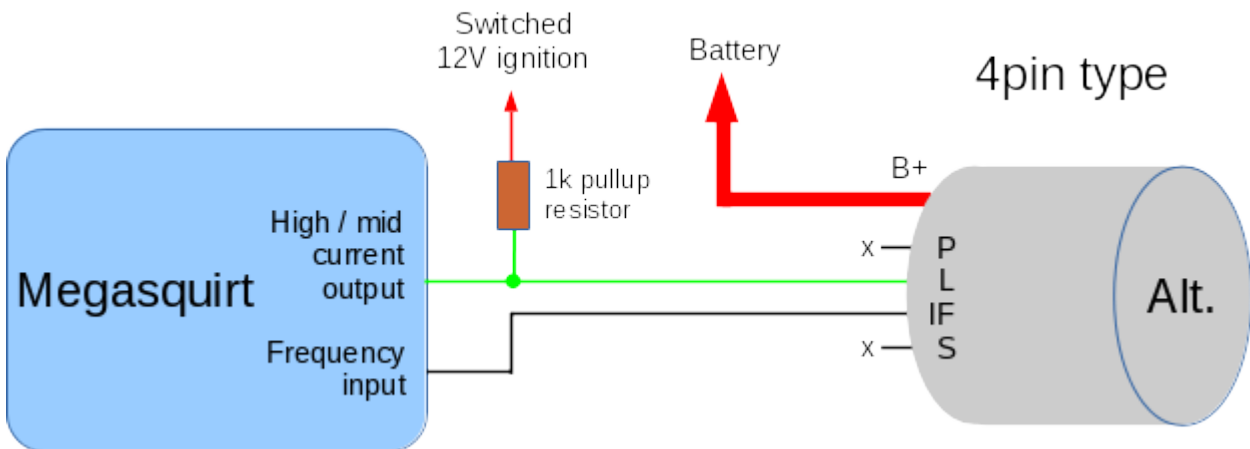 Switched
12V ignition
Battery
4pin type
B+
1k pullup
resistor
High / mid
current
output
Megasquirt
Frequency
input
x
P
L
IF
x
S
Alt.